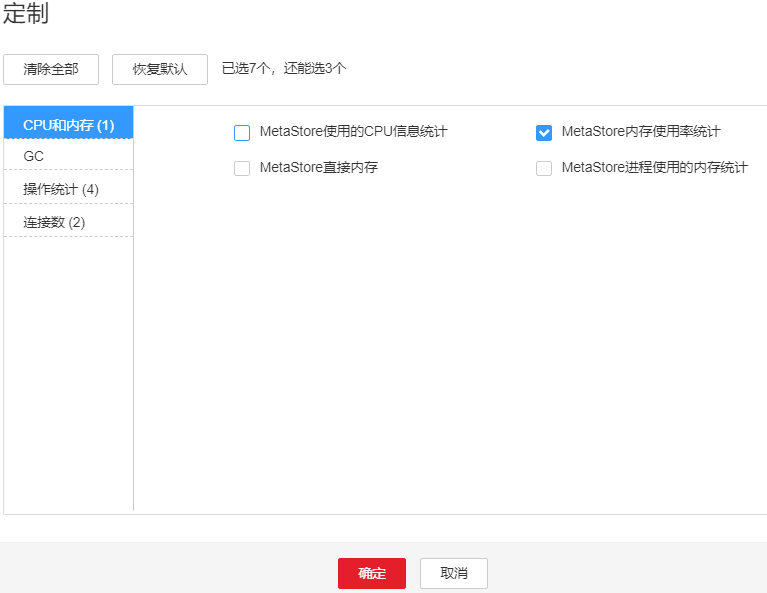 定制
清除全部 恢复默认 已选7个，还能选3个
CPU和内存 (1)
GC
操作统计 (4)
连接数 (2)
MetaStore使用的CPU信息统计 MetaStore内存使用率统计
MetaStore直接内存 MetaStore进程使用的内存统计
确定 取消